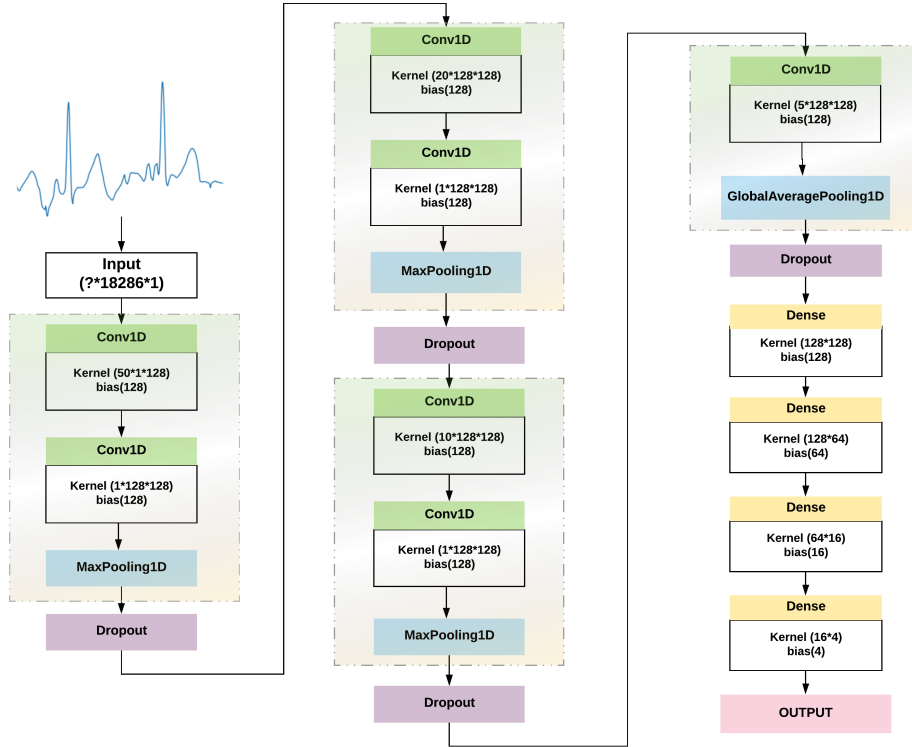 Input
(?*18286*1)
Conv1D
Kernel (50*1*128)
bias(128)
Conv1D
Kernel (1*128*128)
bias(128)
MaxPooling1D
Dropout
Conv1D
Kernel (20*128*128)
bias(128)
Conv1D
Kernel (1*128*128)
bias(128)
MaxPooling1D
Dropout
Conv1D
Kernel (10*128*128)
bias(128)
Conv1D
Kernel (1*128*128)
bias(128)
MaxPooling1D
Dropout
Conv1D
Kernel (5*128*128)
bias(128)
GlobalAveragePooling1D
Dropout
Dense
Kernel (128*128)
bias(128)
Dense
Kernel (128*64)
bias(64)
Dense
Kernel (64*16)
bias(16)
Dense
Kernel (16*4)
bias(4)
OUTPUT